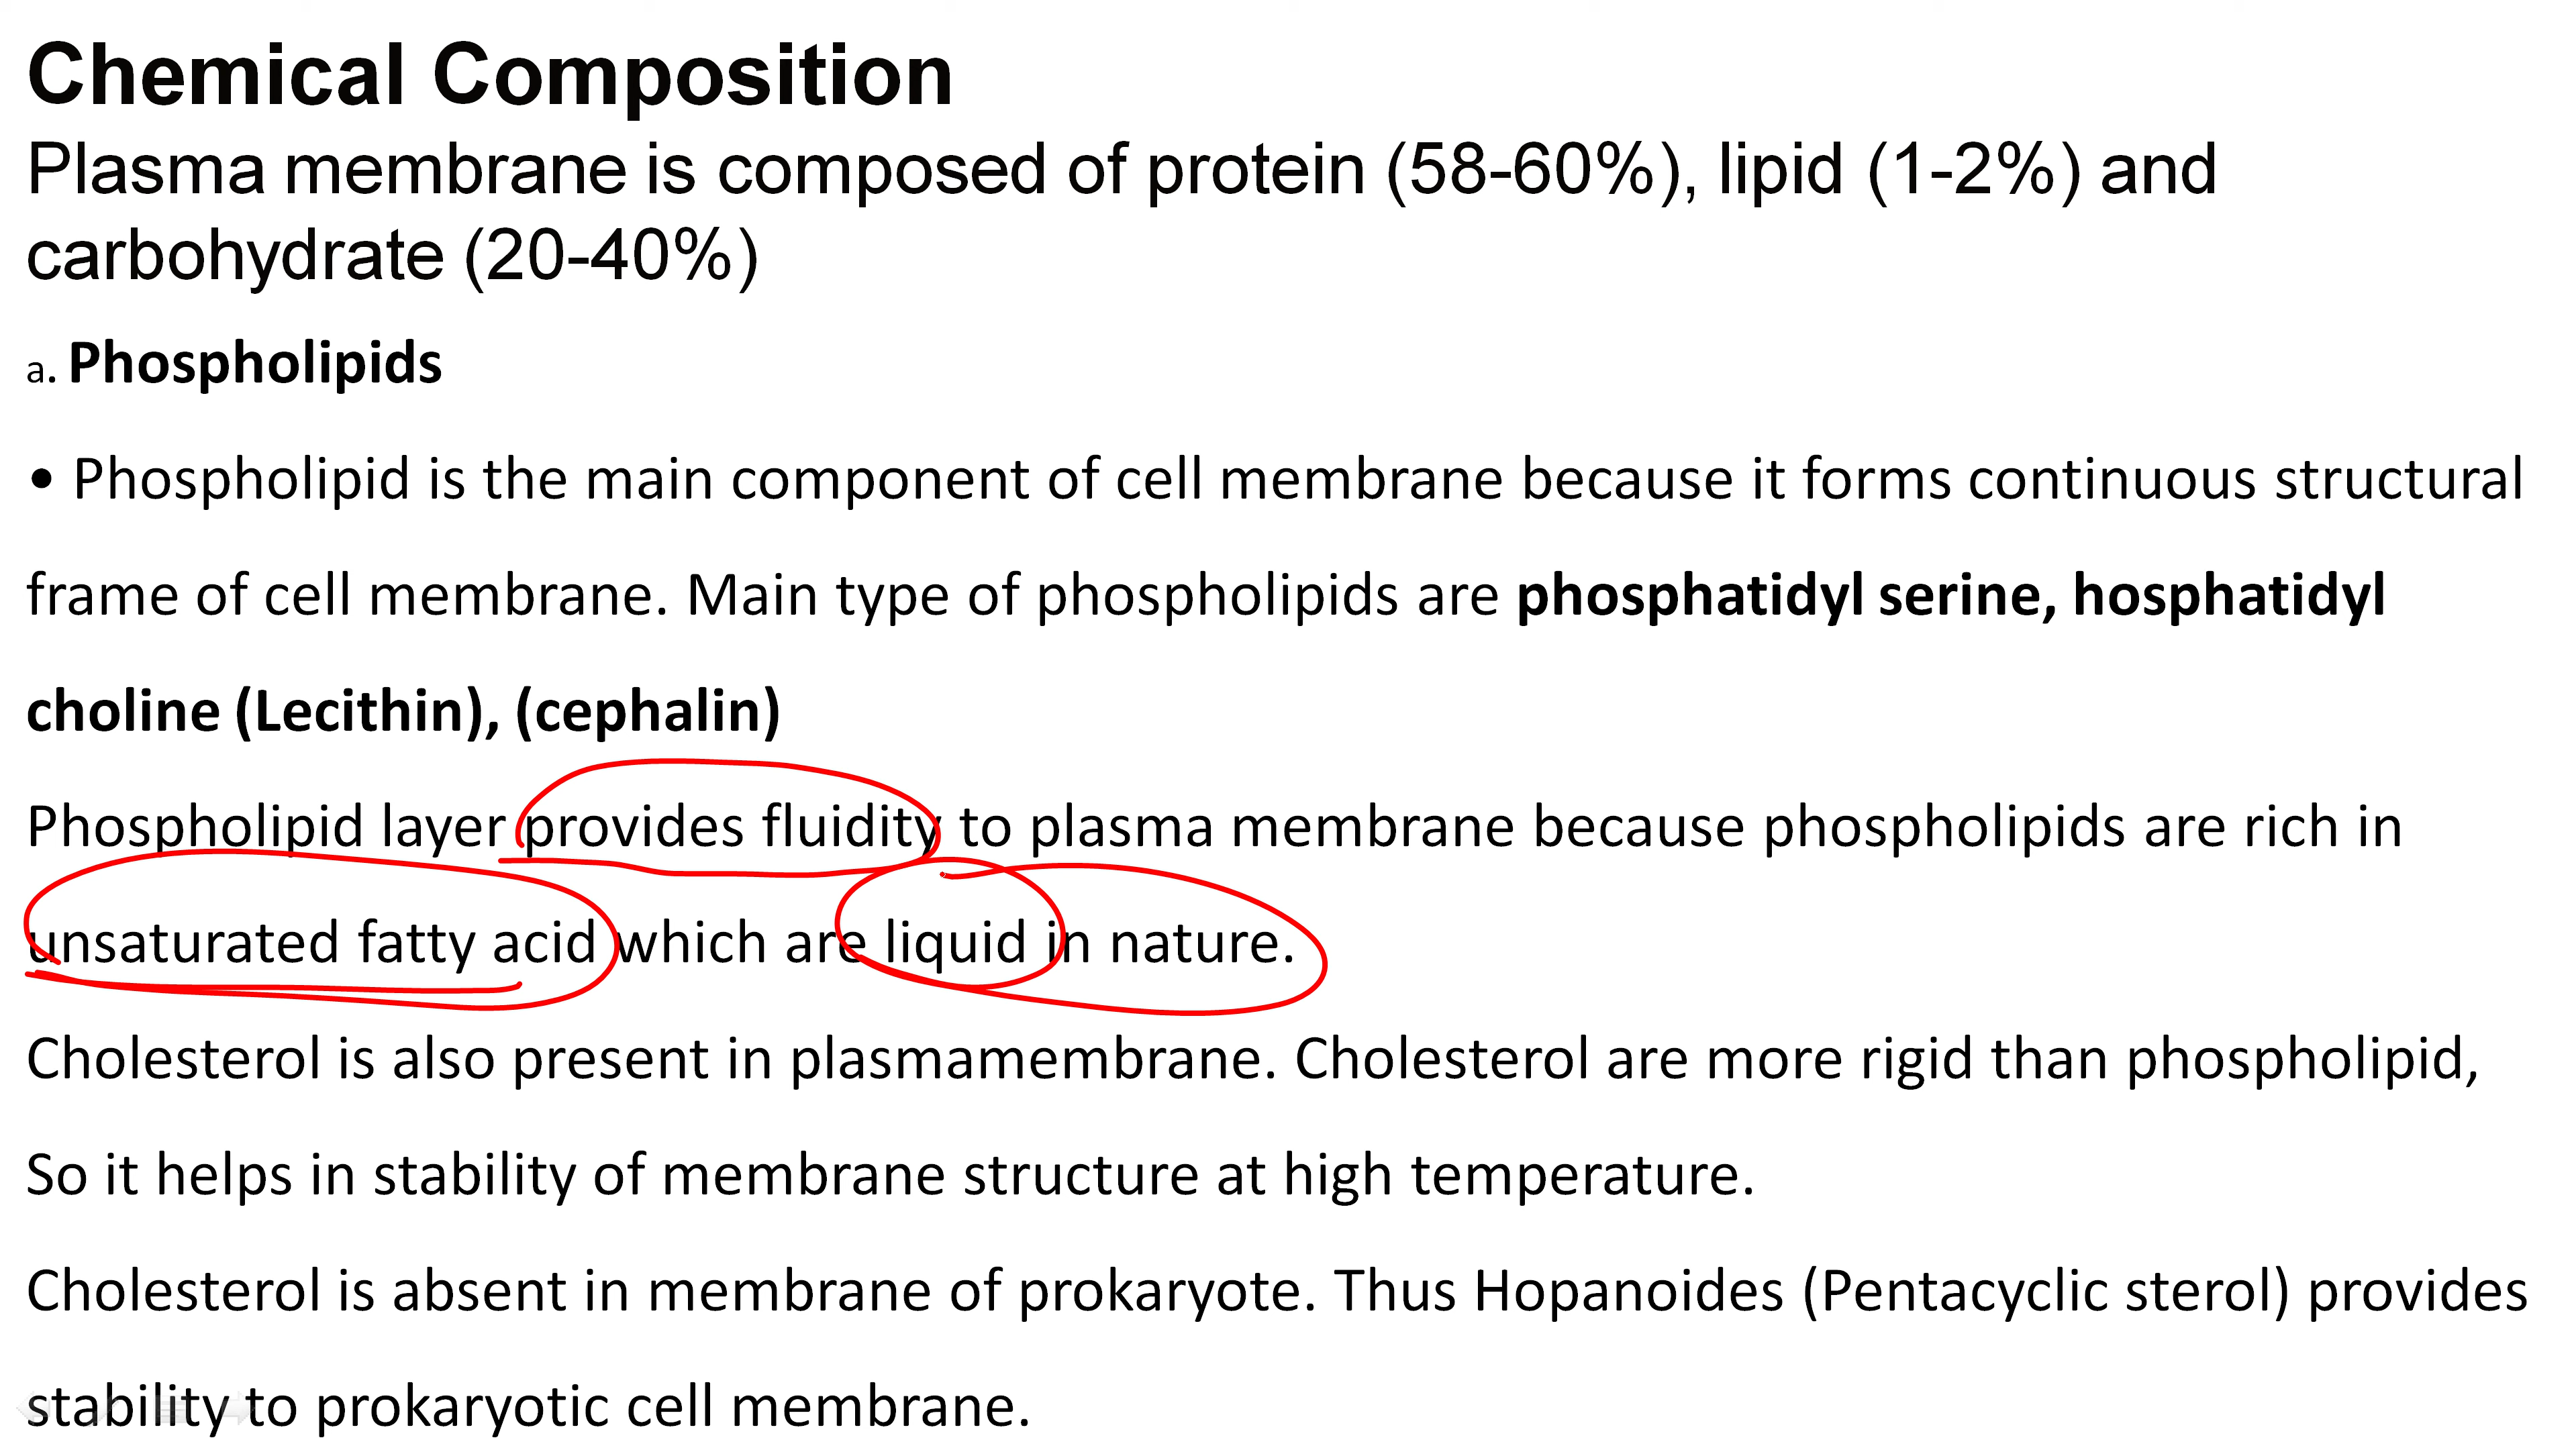 Chemical Composition
Plasma membrane is composed of protein (58-60%), lipid (1-2%) and
carbohydrate (20-40%)
a. Phospholipids
• Phospholipid is the main component of cell membrane because it forms continuous structural
frame of cell membrane. Main type of phospholipids are phosphatidyl serine, hosphatidyl
choline (Lecithin), (cephalin)
Phospholipid layer provides fluidity to plasma membrane because phospholipids are rich in
unsaturated fatty acid which are liquid in nature.
Cholesterol is also present in plasmamembrane. Cholesterol are more rigid than phospholipid,
So it helps in stability of membrane structure at high temperature.
Cholesterol is absent in membrane of prokaryote. Thus Hopanoides (Pentacyclic sterol) provides
stability to prokaryotic cell membrane.